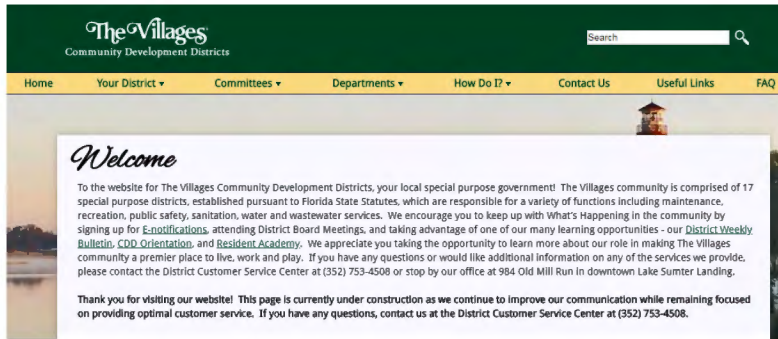 The Villages
Community Development Districts
Search
Home Your District ▾ Committees ▾ Departments ▾ How Do I? ▾ Contact Us Useful Links FAQ
Welcome
To the website for The Villages Community Development Districts, your local special purpose government! The Villages community is comprised of 17
special purpose districts, established pursuant to Florida State Statutes, which are responsible for a variety of functions including maintenance,
recreation, public safety, sanitation, water and wastewater services. We encourage you to keep up with What's Happening in the community by
signing up for E-notifications, attending District Board Meetings, and taking advantage of one of our many learning opportunities - our District Weekly
Bulletin, CDD Orientation, and Resident Academy. We appreciate you taking the opportunity to learn more about our role in making The Villages
community a premier place to live, work and play. If you have any questions or would like additional information on any of the services we provide,
please contact the District Customer Service Center at (352) 753-4508 or stop by our office at 984 Old Mill Run in downtown Lake Sumter Landing.
Thank you for visiting our website! This page is currently under construction as we continue to improve our communication while remaining focused
on providing optimal customer service. If you have any questions, contact us at the District Customer Service Center at (352) 753-4508.